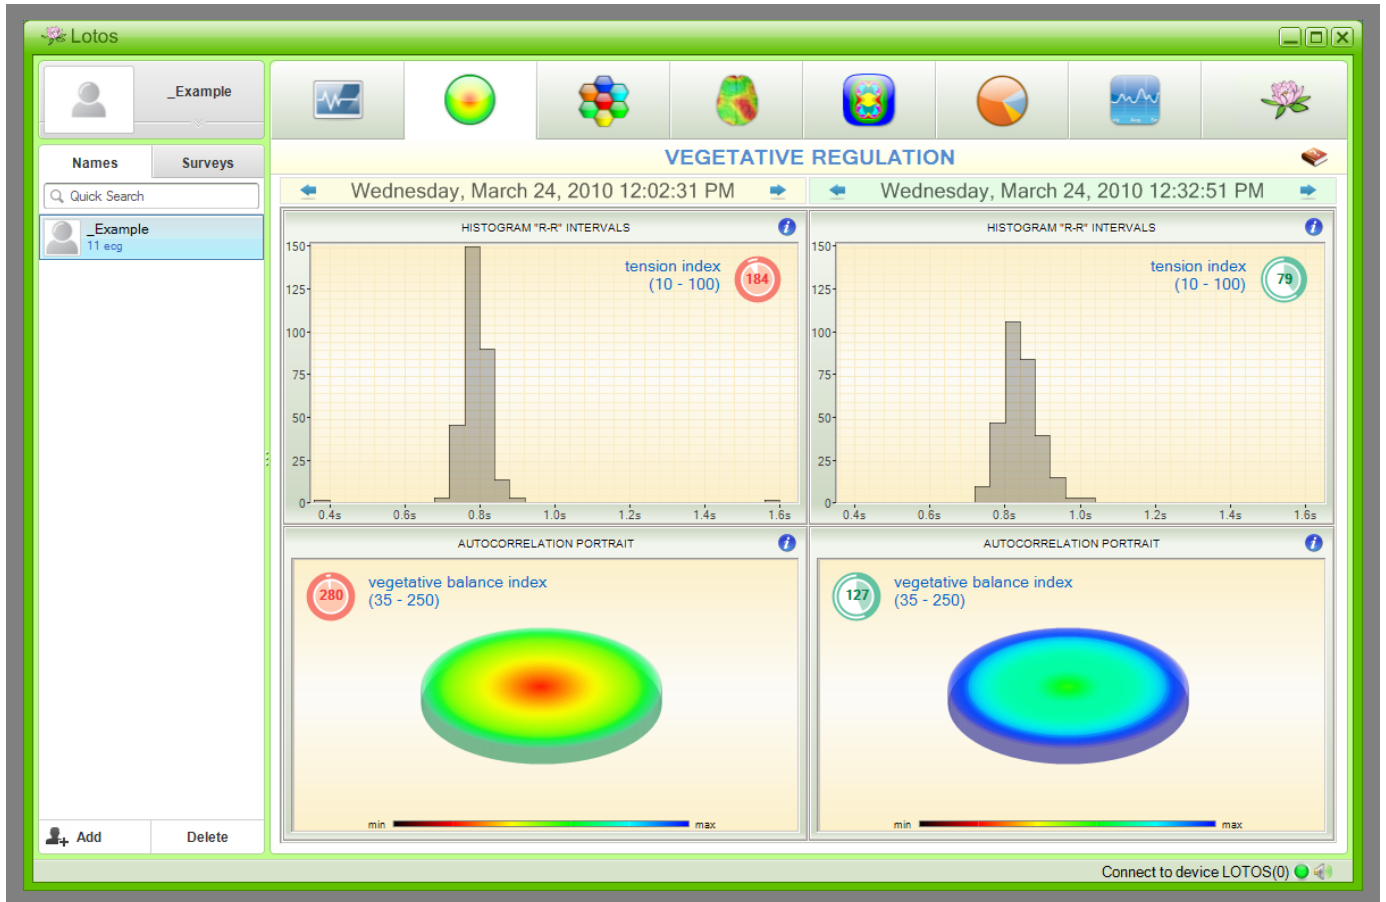 Lotos
_Example
Names
Surveys
Quick Search
_Example
11 ecg
Add
Delete
VEGETATIVE REGULATION
Wednesday, March 24, 2010 12:02:31 PM
Wednesday, March 24, 2010 12:32:51 PM
HISTOGRAM "R-R" INTERVALS
tension index
(10 - 100)
184
150
125
100
75
50
25
0
0.4s 0.6s 0.8s 1.0s 1.2s 1.4s 1.6s
HISTOGRAM "R-R" INTERVALS
tension index
(10 - 100)
79
150
125
100
75
50
25
0
0.4s 0.6s 0.8s 1.0s 1.2s 1.4s 1.6s
AUTOCORRELATION PORTRAIT
280
vegetative balance index
(35 - 250)
min max
AUTOCORRELATION PORTRAIT
127
vegetative balance index
(35 - 250)
min max
Connect to device LOTOS(0)